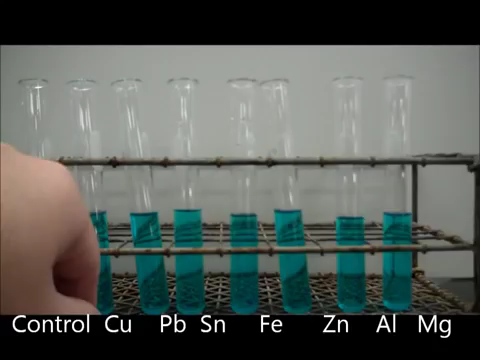 Control Cu Pb Sn Fe Zn Al Mg